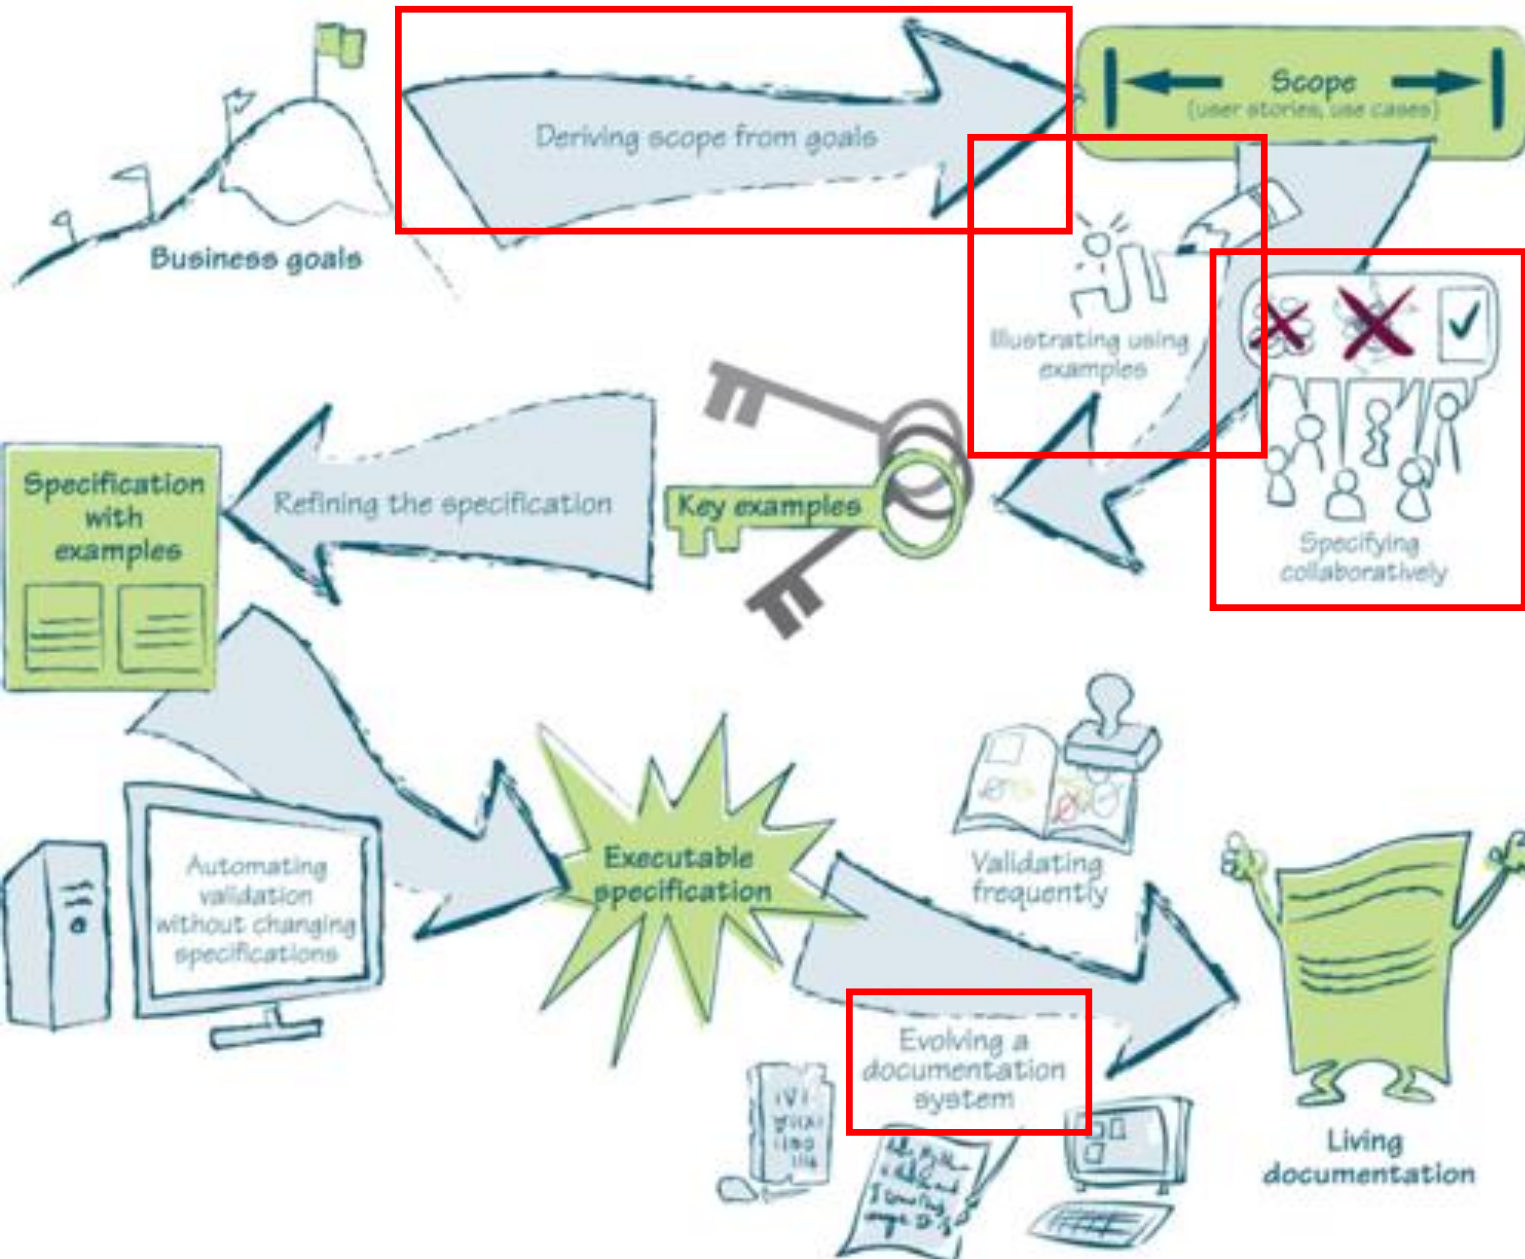 Deriving scope from goals
Scope
(user stories, use cases)
Business goals
Illustrating using
examples
Specification
with
examples
Refining the specification
Key examples
Specifying
collaboratively
Automating
validation
without changing
specifications
Executable
specification
Validating
frequently
Evolving a
documentation
system
Living
documentation